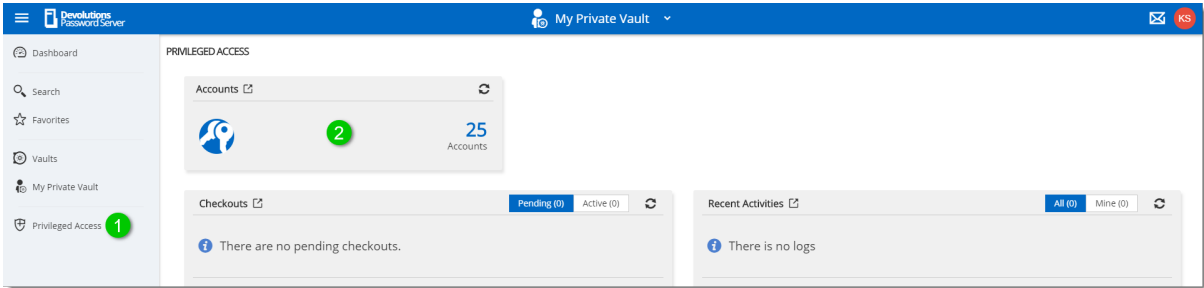 Devolutions
Password Server
My Private Vault
KS
Dashboard
Search
Favorites
Vaults
My Private Vault
Privileged Access 1
PRIVILEGED ACCESS
Accounts
2
25
Accounts
Checkouts
Pending (0) Active (0)
There are no pending checkouts.
Recent Activities
All (0) Mine (0)
There is no logs